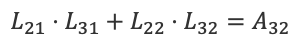 L₂₁ · L₃₁ + L₂₂ · L₃₂ = A₃₂